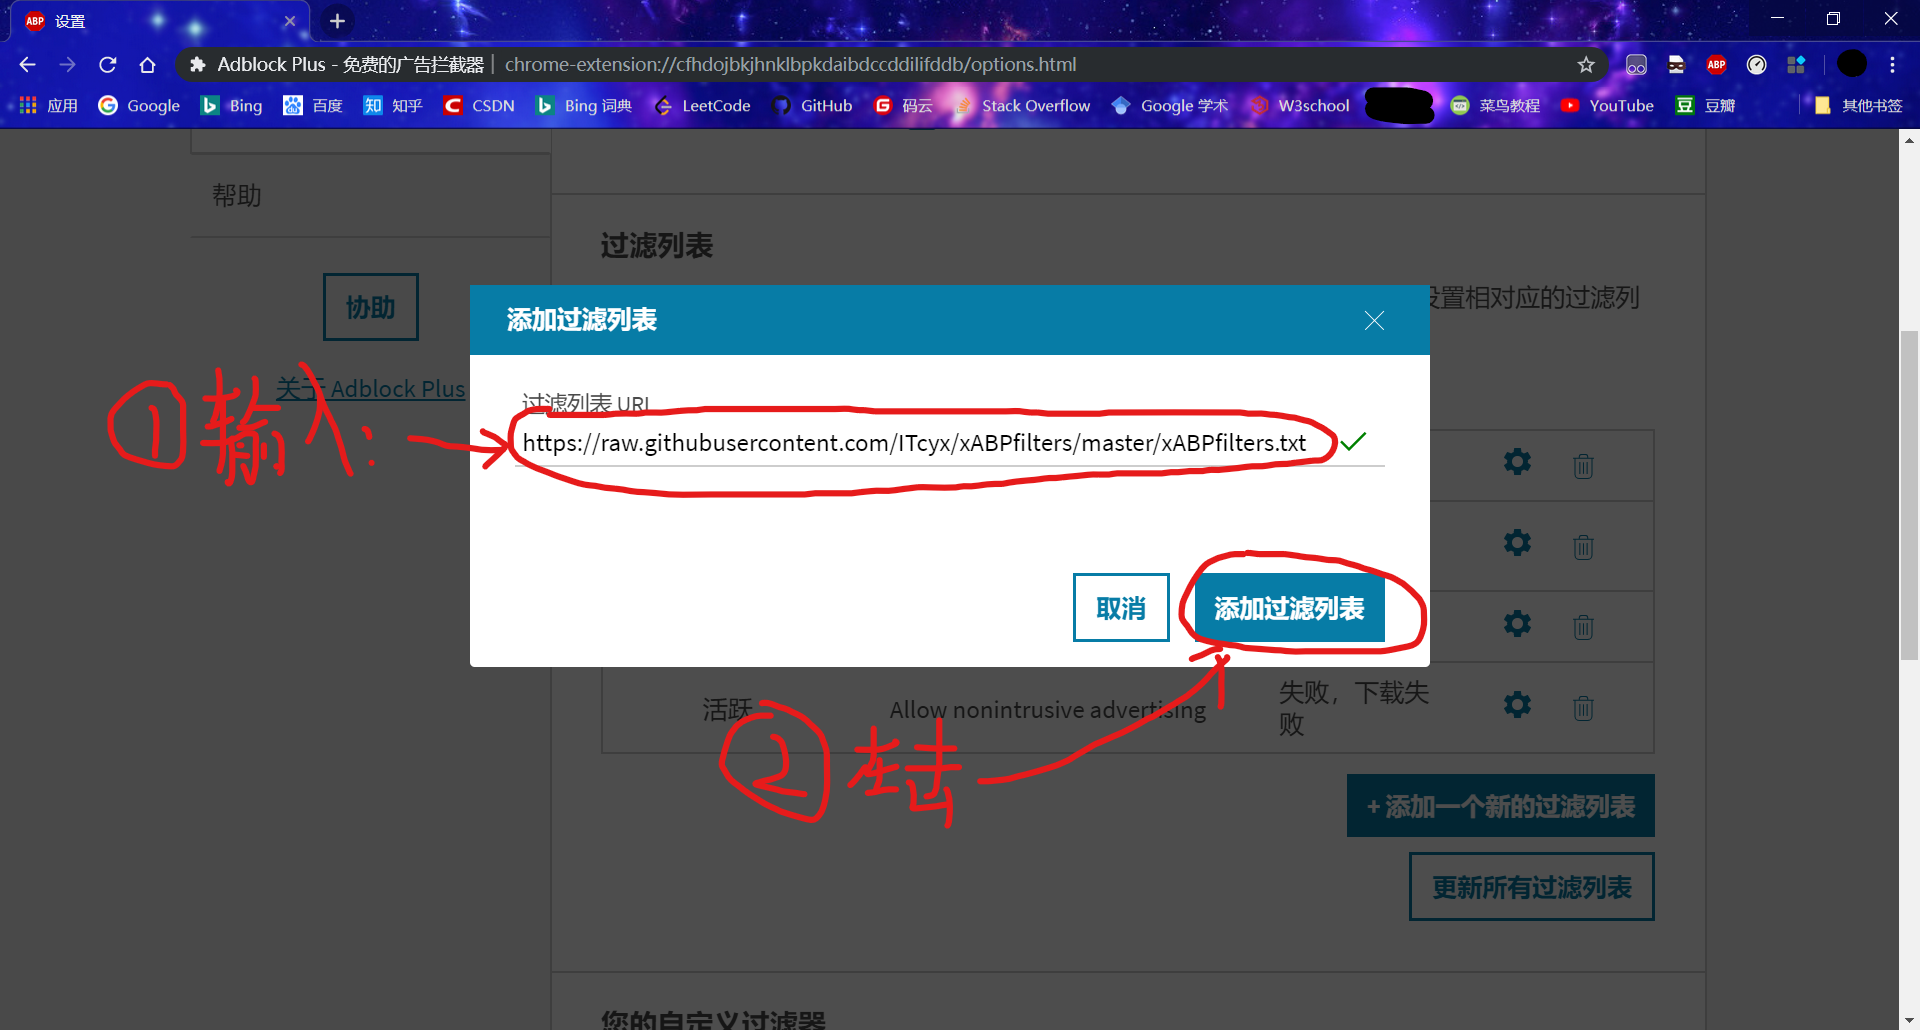 ABP 设置
Adblock Plus - 免费的广告拦截器 | chrome-extension://cfhdojbkjhnklbpkdaibdccddilifddb/options.html
ABP
应用 Google Bing 百度 知 知乎 C CSDN Bing 词典 LeetCode GitHub G 码云 Stack Overflow Google 学术 W3school 菜鸟教程 YouTube 豆 豆瓣 其他书签
帮助
协助
关于 Adblock Plus
过滤列表
设置相对应的过滤列
添加过滤列表
过滤列表 URL
https://raw.githubusercontent.com/ITcyx/xABPfilters/master/xABPfilters.txt
取消 添加过滤列表
① 输入:
活跃 Allow nonintrusive advertising 失败，下载失
败
② 左击
+ 添加一个新的过滤列表
更新所有过滤列表
您的自定义过滤器